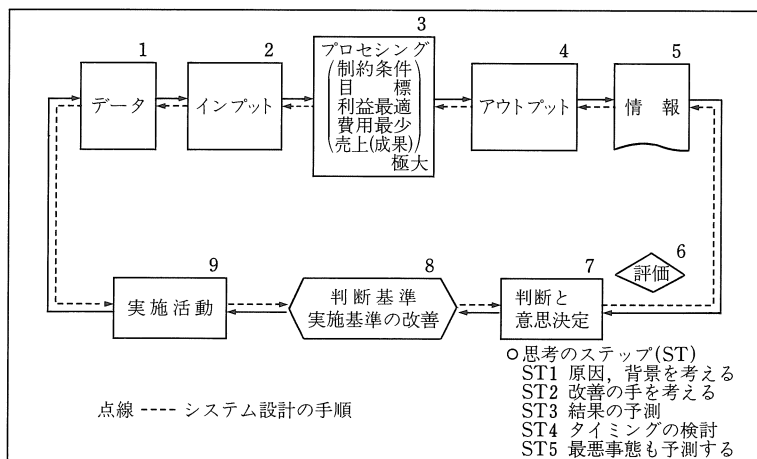 1
データ
2
インプット
3
プロセシング
(制約条件
目　　標
利益最適
費用最少
売上(成果))
極大
4
アウトプット
5
情　報
6
評価
7
判断と
意思決定
8
判断基準
実施基準の改善
9
実施活動
○思考のステップ(ST)
ST1 原因，背景を考える
ST2 改善の手を考える
ST3 結果の予測
ST4 タイミングの検討
ST5 最悪事態も予測する
点線 ---- システム設計の手順